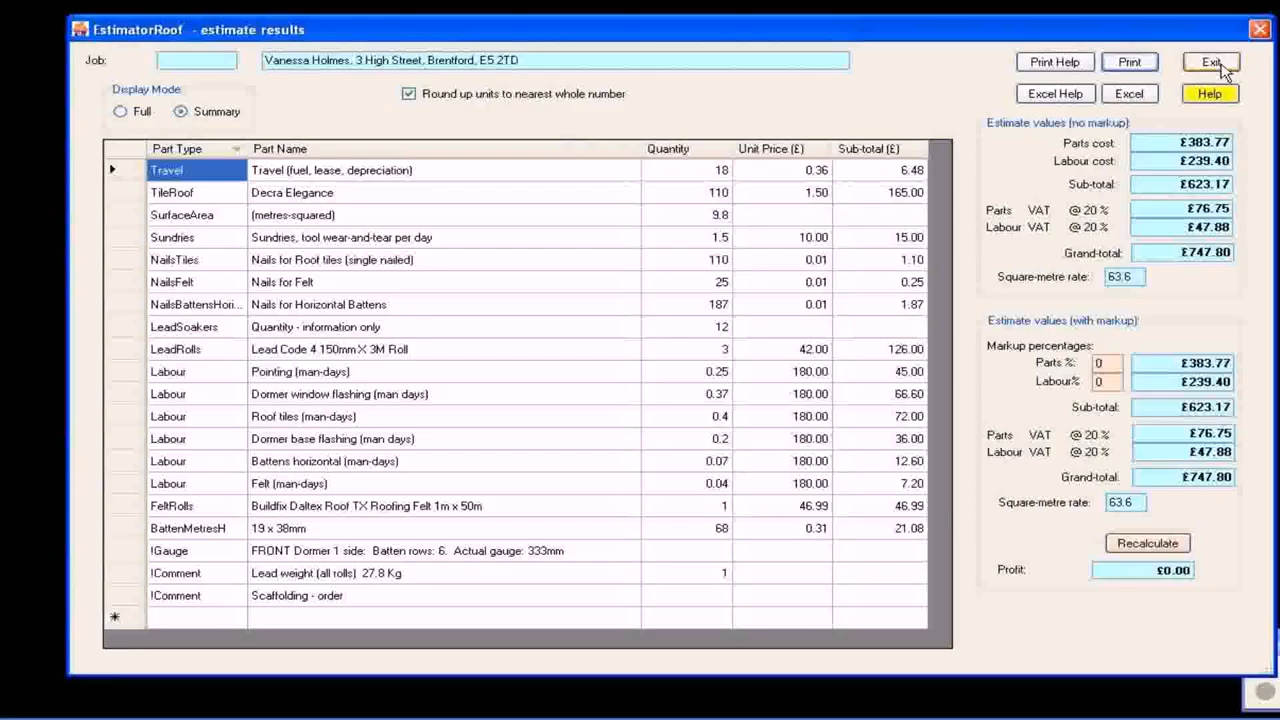 EstimatorRoof - estimate results
Job: Vanessa Holmes, 3 High Street, Brentford, E5 2TD Print Help Print Exit
Display Mode: Full Summary Round up units to nearest whole number Excel Help Excel Help
Part Type Part Name Quantity Unit Price (£) Sub-total (£)
Travel Travel (fuel, lease, depreciation) 18 0.36 6.48
TileRoof Decra Elegance 110 1.50 165.00
SurfaceArea (metres-squared) 9.8
Sundries Sundries, tool wear-and-tear per day 1.5 10.00 15.00
NailsTiles Nails for Roof tiles (single nailed) 110 0.01 1.10
NailsFelt Nails for Felt 25 0.01 0.25
NailsBattensHori... Nails for Horizontal Battens 187 0.01 1.87
LeadSoakers Quantity - information only 12
LeadRolls Lead Code 4 150mm X 3M Roll 3 42.00 126.00
Labour Pointing (man-days) 0.25 180.00 45.00
Labour Dormer window flashing (man days) 0.37 180.00 66.60
Labour Roof tiles (man-days) 0.4 180.00 72.00
Labour Dormer base flashing (man days) 0.2 180.00 36.00
Labour Battens horizontal (man-days) 0.07 180.00 12.60
Labour Felt (man-days) 0.04 180.00 7.20
FeltRolls Buildfix Daltex Roof TX Roofing Felt 1m x 50m 1 46.99 46.99
BattenMetresH 19 x 38mm 68 0.31 21.08
!Gauge FRONT Dormer 1 side: Batten rows: 6. Actual gauge: 333mm
!Comment Lead weight (all rolls) 27.8 Kg 1
!Comment Scaffolding - order
Estimate values (no markup)
Parts cost: £383.77
Labour cost: £239.40
Sub-total: £623.17
Parts VAT @ 20 % £76.75
Labour VAT @ 20 % £47.88
Grand-total: £747.80
Square-metre rate: 63.6
Estimate values (with markup)
Markup percentages:
Parts %: 0 £383.77
Labour% 0 £239.40
Sub-total: £623.17
Parts VAT @ 20 % £76.75
Labour VAT @ 20 % £47.88
Grand-total: £747.80
Square-metre rate: 63.6
Recalculate
Profit: £0.00